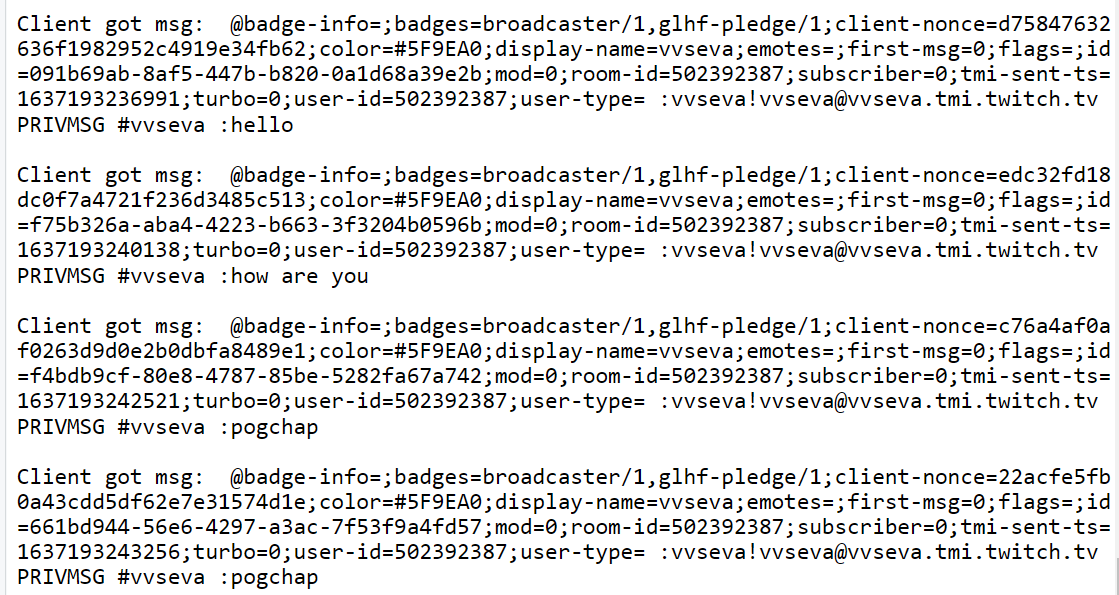 Client got msg:  @badge-info=;badges=broadcaster/1,glhf-pledge/1;client-nonce=d75847632
636f1982952c4919e34fb62;color=#5F9EA0;display-name=vvseva;emotes=;first-msg=0;flags=;id
=091b69ab-8af5-447b-b820-0a1d68a39e2b;mod=0;room-id=502392387;subscriber=0;tmi-sent-ts=
1637193236991;turbo=0;user-id=502392387;user-type= :vvseva!vvseva@vvseva.tmi.twitch.tv
PRIVMSG #vvseva :hello
Client got msg:  @badge-info=;badges=broadcaster/1,glhf-pledge/1;client-nonce=edc32fd18
dc0f7a4721f236d3485c513;color=#5F9EA0;display-name=vvseva;emotes=;first-msg=0;flags=;id
=f75b326a-aba4-4223-b663-3f3204b0596b;mod=0;room-id=502392387;subscriber=0;tmi-sent-ts=
1637193240138;turbo=0;user-id=502392387;user-type= :vvseva!vvseva@vvseva.tmi.twitch.tv
PRIVMSG #vvseva :how are you
Client got msg:  @badge-info=;badges=broadcaster/1,glhf-pledge/1;client-nonce=c76a4af0a
f0263d9d0e2b0dbfa8489e1;color=#5F9EA0;display-name=vvseva;emotes=;first-msg=0;flags=;id
=f4bdb9cf-80e8-4787-85be-5282fa67a742;mod=0;room-id=502392387;subscriber=0;tmi-sent-ts=
1637193242521;turbo=0;user-id=502392387;user-type= :vvseva!vvseva@vvseva.tmi.twitch.tv
PRIVMSG #vvseva :pogchap
Client got msg:  @badge-info=;badges=broadcaster/1,glhf-pledge/1;client-nonce=22acfe5fb
0a43cdd5df62e7e31574d1e;color=#5F9EA0;display-name=vvseva;emotes=;first-msg=0;flags=;id
=661bd944-56e6-4297-a3ac-7f53f9a4fd57;mod=0;room-id=502392387;subscriber=0;tmi-sent-ts=
1637193243256;turbo=0;user-id=502392387;user-type= :vvseva!vvseva@vvseva.tmi.twitch.tv
PRIVMSG #vvseva :pogchap